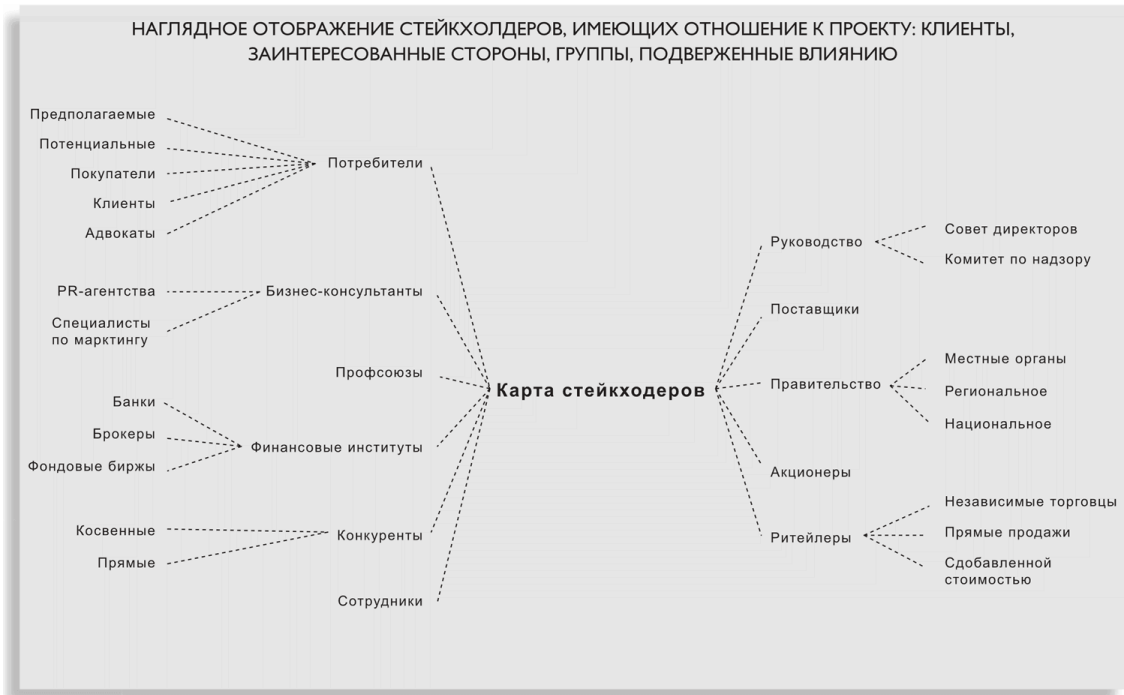 НАГЛЯДНОЕ ОТОБРАЖЕНИЕ СТЕЙКХОЛДЕРОВ, ИМЕЮЩИХ ОТНОШЕНИЕ К ПРОЕКТУ: КЛИЕНТЫ,
ЗАИНТЕРЕСОВАННЫЕ СТОРОНЫ, ГРУППЫ, ПОДВЕРЖЕННЫЕ ВЛИЯНИЮ
Предполагаемые
Потенциальные
Покупатели
Клиенты
Адвокаты
Потребители
PR-агентства
Специалисты
по марктингу
Бизнес-консультанты
Профсоюзы
Банки
Брокеры
Фондовые биржы
Финансовые институты
Косвенные
Прямые
Конкуренты
Сотрудники
Карта стейкходеров
Руководство
Совет директоров
Комитет по надзору
Поставщики
Правительство
Местные органы
Региональное
Национальное
Акционеры
Ритейлеры
Независимые торговцы
Прямые продажи
Сдобавленной
стоимостью